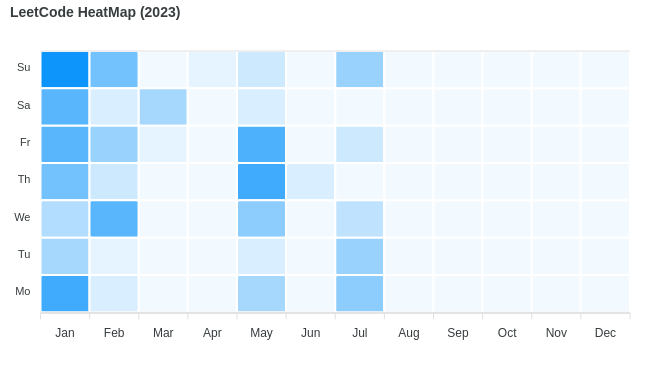 LeetCode HeatMap (2023)
Su
Sa
Fr
Th
We
Tu
Mo
Jan Feb Mar Apr May Jun Jul Aug Sep Oct Nov Dec